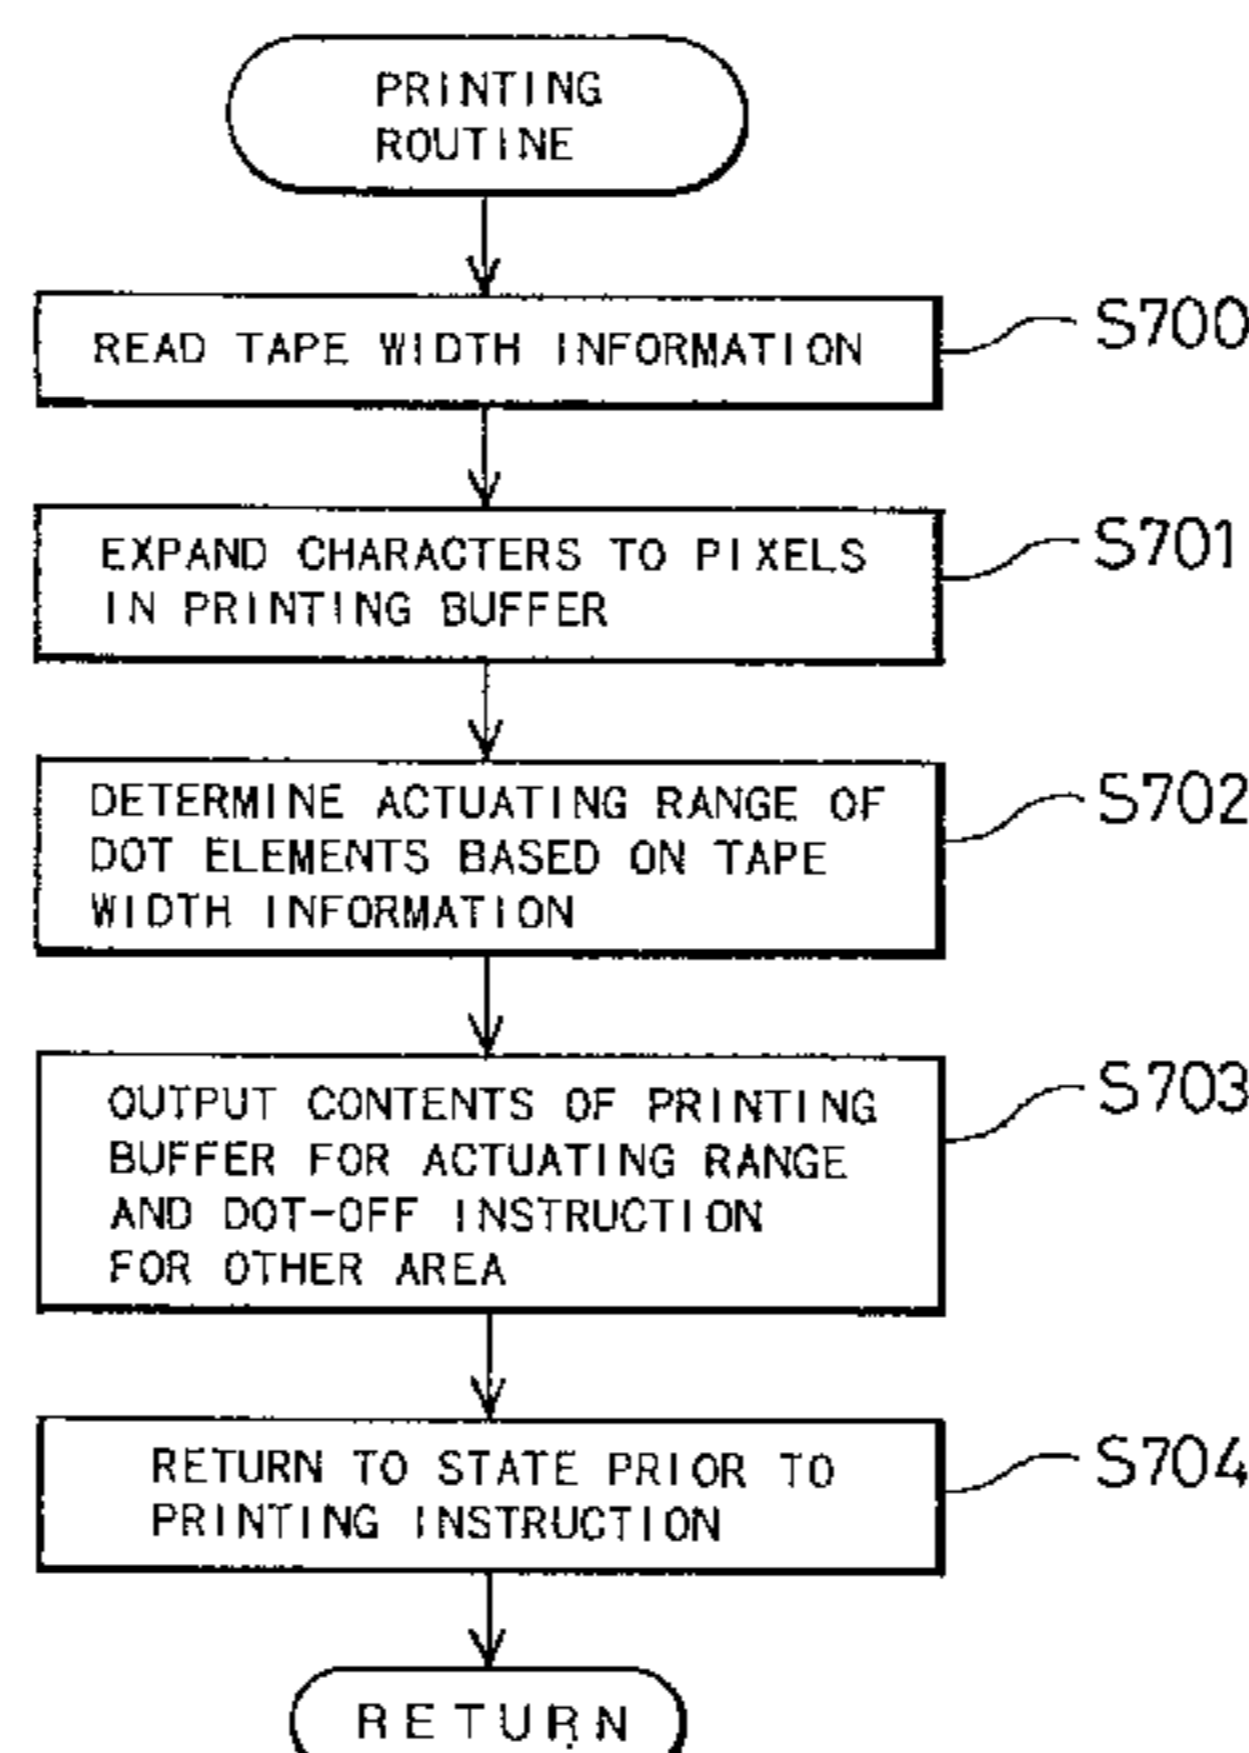 PRINTING
ROUTINE
READ TAPE WIDTH INFORMATION
S700
EXPAND CHARACTERS TO PIXELS
IN PRINTING BUFFER
S701
DETERMINE ACTUATING RANGE OF
DOT ELEMENTS BASED ON TAPE
WIDTH INFORMATION
S702
OUTPUT CONTENTS OF PRINTING
BUFFER FOR ACTUATING RANGE
AND DOT-OFF INSTRUCTION
FOR OTHER AREA
S703
RETURN TO STATE PRIOR TO
PRINTING INSTRUCTION
S704
RETURN